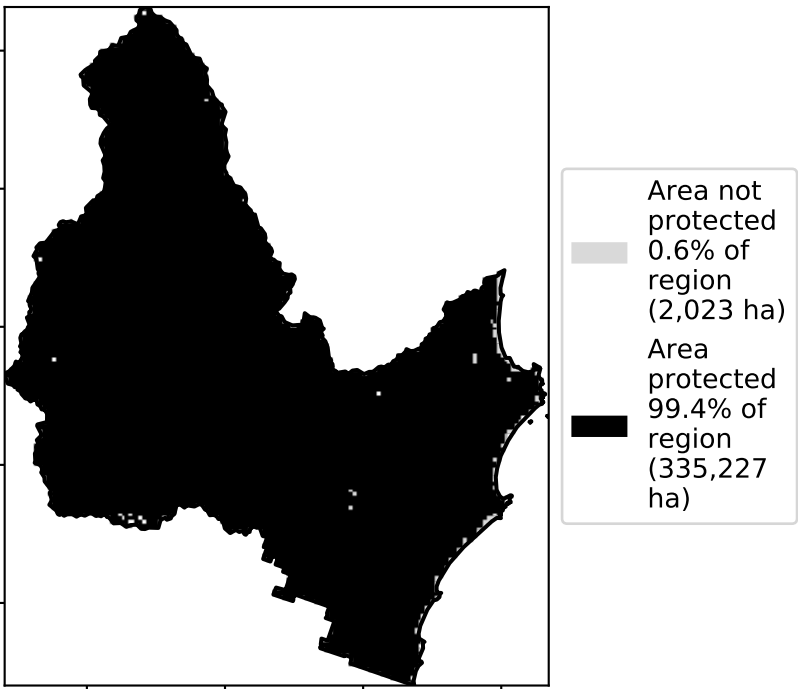 Area not
protected
0.6% of
region
(2,023 ha)
Area
protected
99.4% of
region
(335,227
ha)